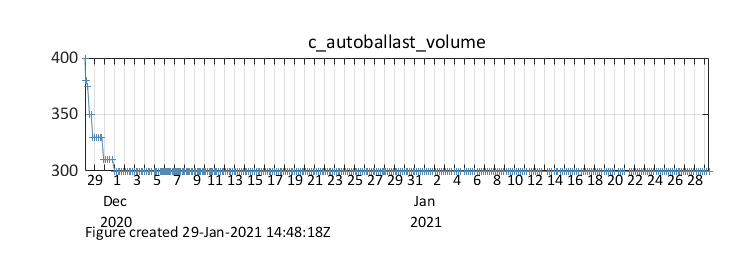 c_autoballast_volume
400
350
300
29 1 3 5 7 9 11 13 15 17 19 21 23 25 27 29 31 2 4 6 8 10 12 14 16 18 20 22 24 26 28
Dec Jan
2020 2021
Figure created 29-Jan-2021 14:48:18Z